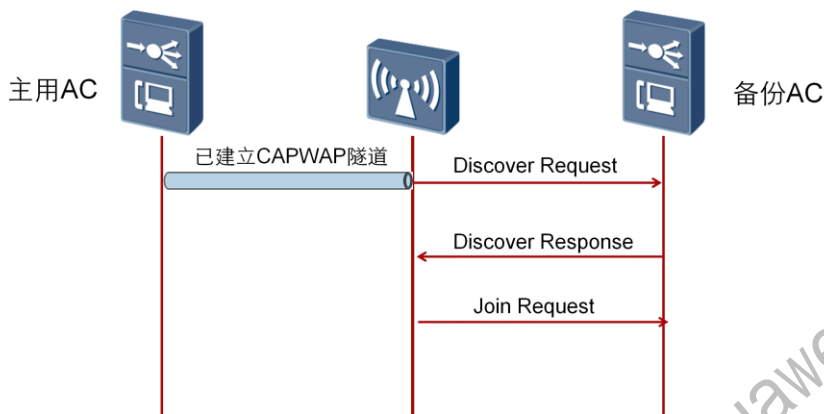 主用AC
备份AC
已建立CAPWAP隧道
Discover Request
Discover Response
Join Request